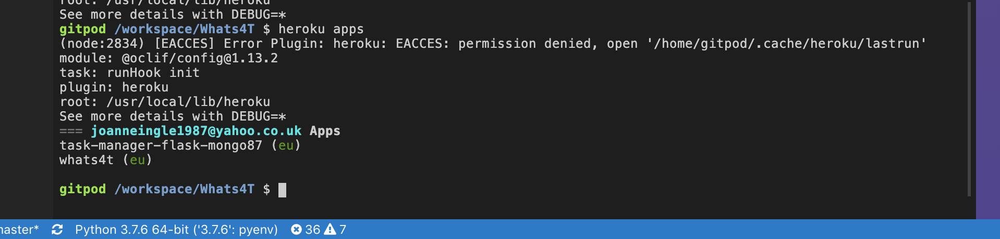 root: /usr/local/lib/heroku
See more details with DEBUG=*
gitpod /workspace/Whats4T $ heroku apps
(node:2834) [EACCES] Error Plugin: heroku: EACCES: permission denied, open '/home/gitpod/.cache/heroku/lastrun'
module: @oclif/config@1.13.2
task: runHook init
plugin: heroku
root: /usr/local/lib/heroku
See more details with DEBUG=*
=== joanneingle1987@yahoo.co.uk Apps
task-manager-flask-mongo87 (eu)
whats4t (eu)
gitpod /workspace/Whats4T $
master* Python 3.7.6 64-bit ('3.7.6': pyenv) 36 7